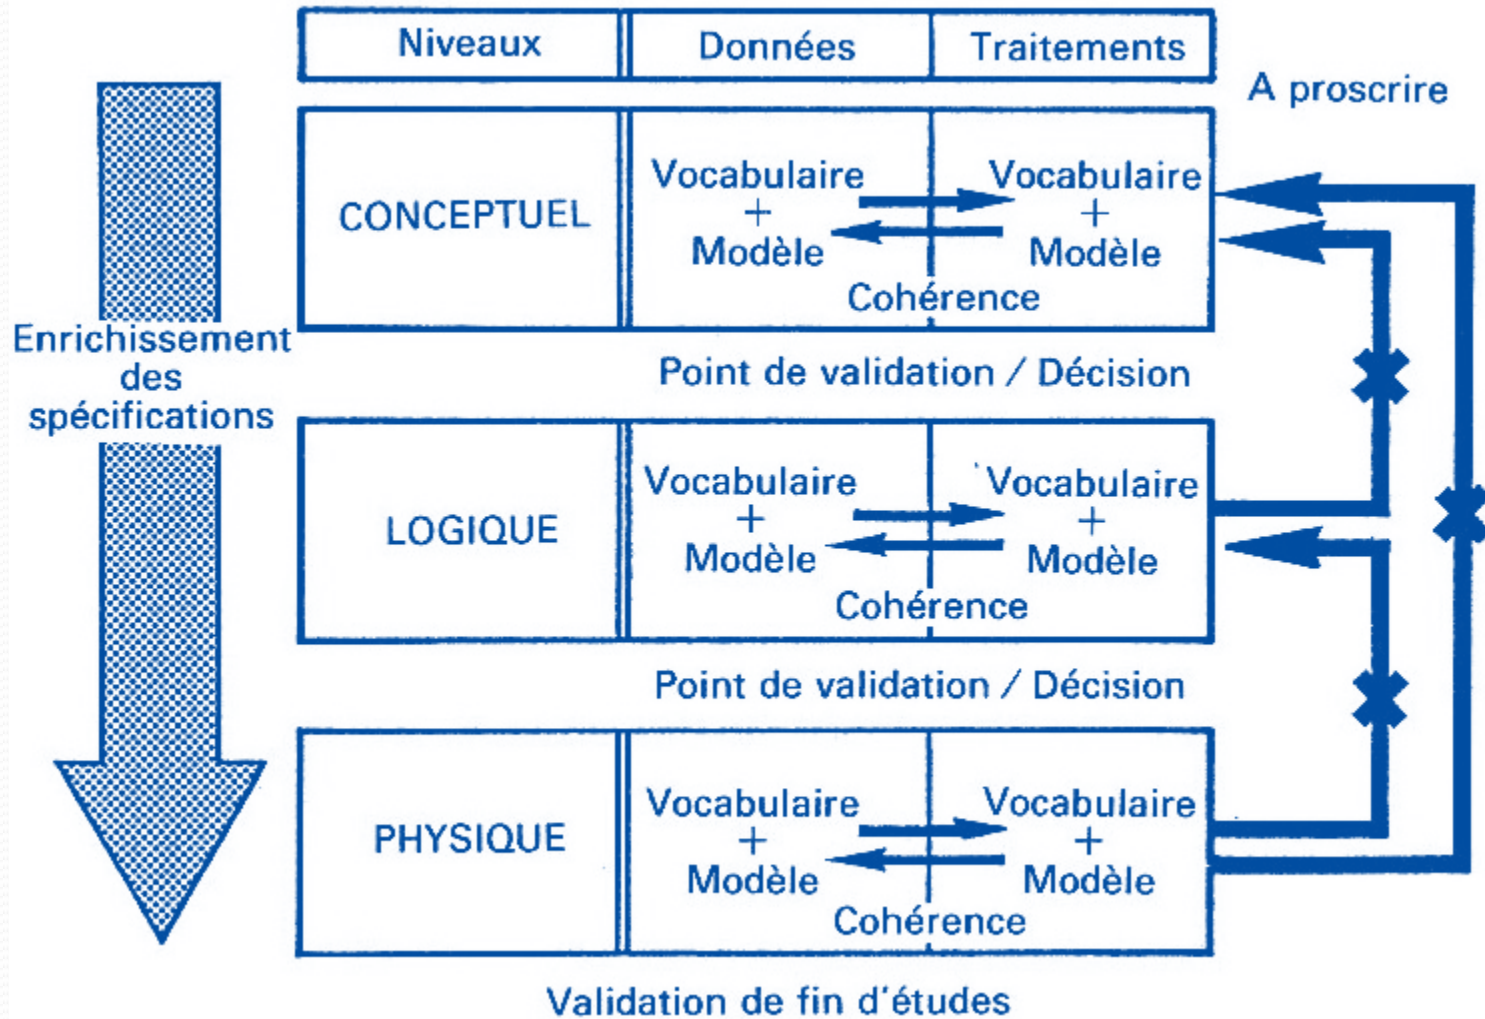 Niveaux Données Traitements
A proscrire
CONCEPTUEL
Vocabulaire
+
Modèle
Vocabulaire
+
Modèle
Cohérence
Enrichissement
des
spécifications
Point de validation / Décision
LOGIQUE
Vocabulaire
+
Modèle
Vocabulaire
+
Modèle
Cohérence
Point de validation / Décision
PHYSIQUE
Vocabulaire
+
Modèle
Vocabulaire
+
Modèle
Cohérence
Validation de fin d'études